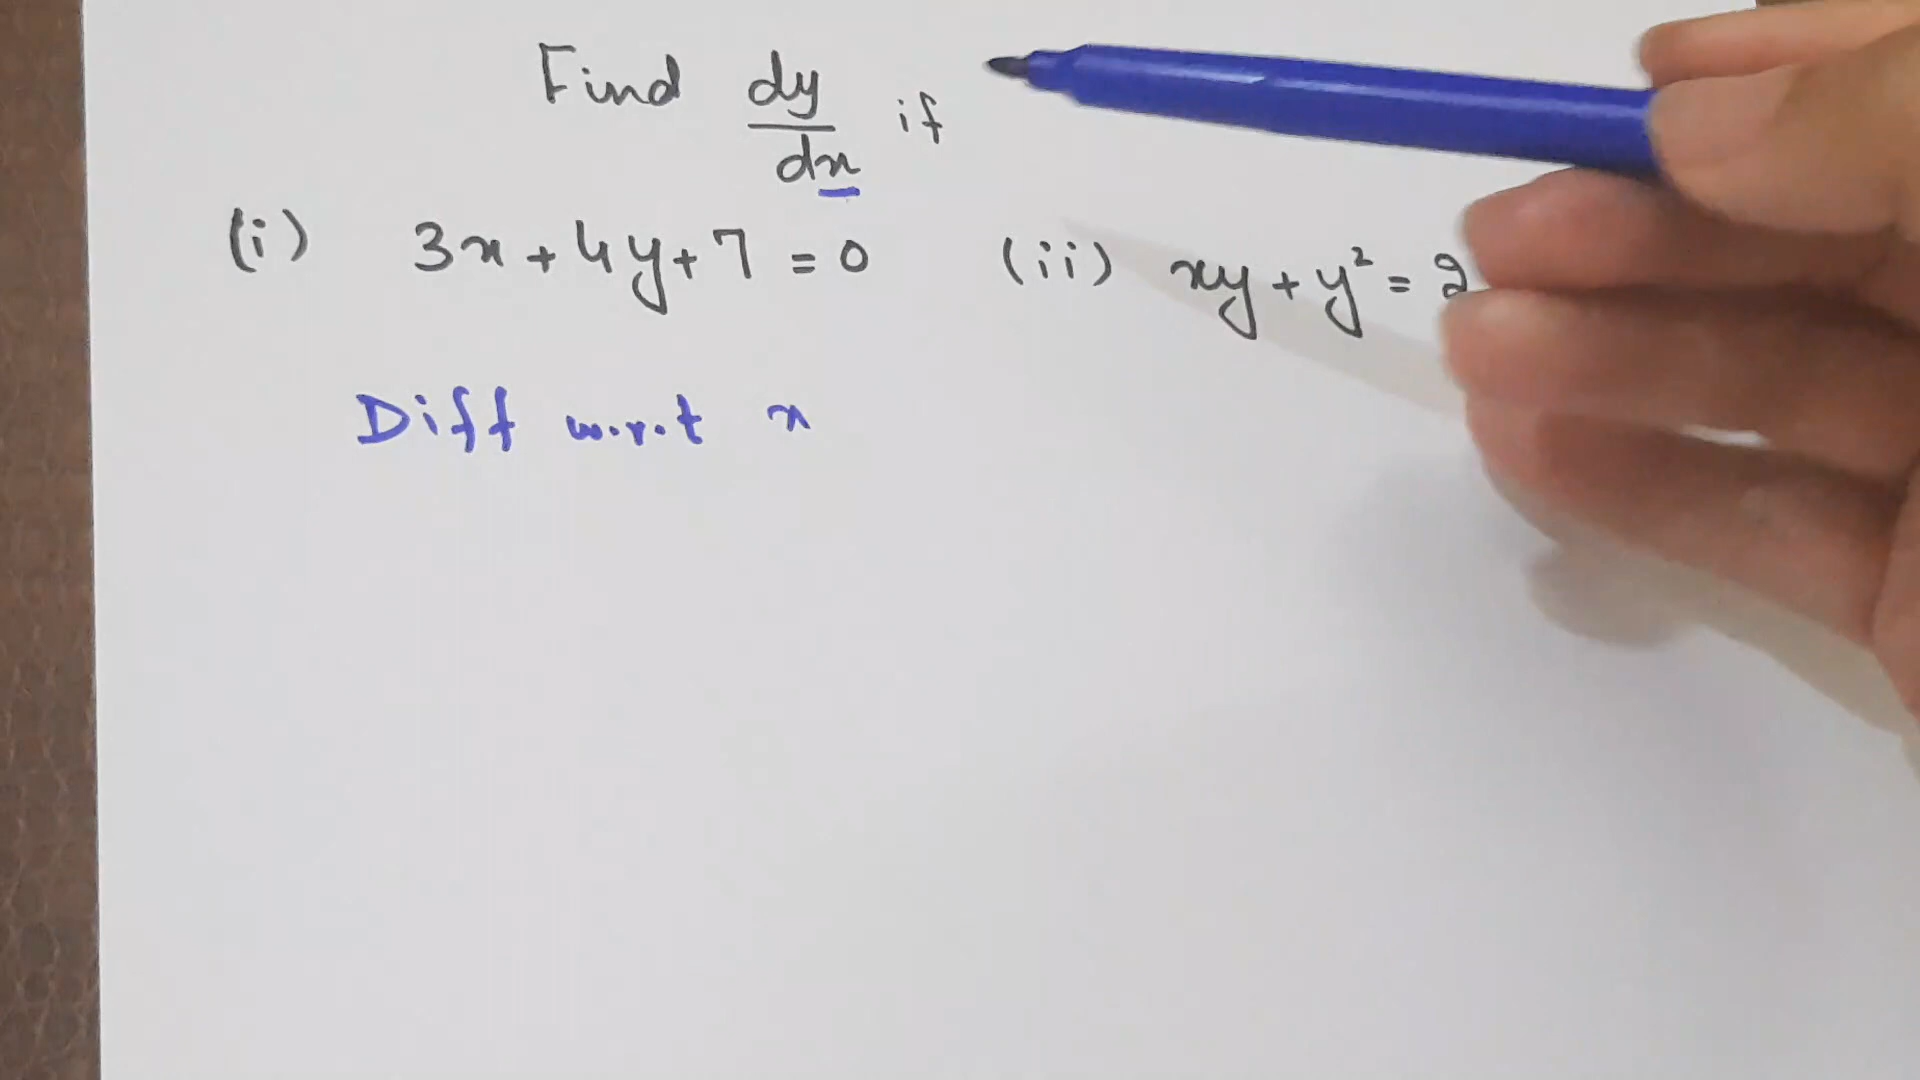 Find dy/dx if
(i) 3x + 4y + 7 = 0 (ii) xy + y² = 2
Diff w.r.t x